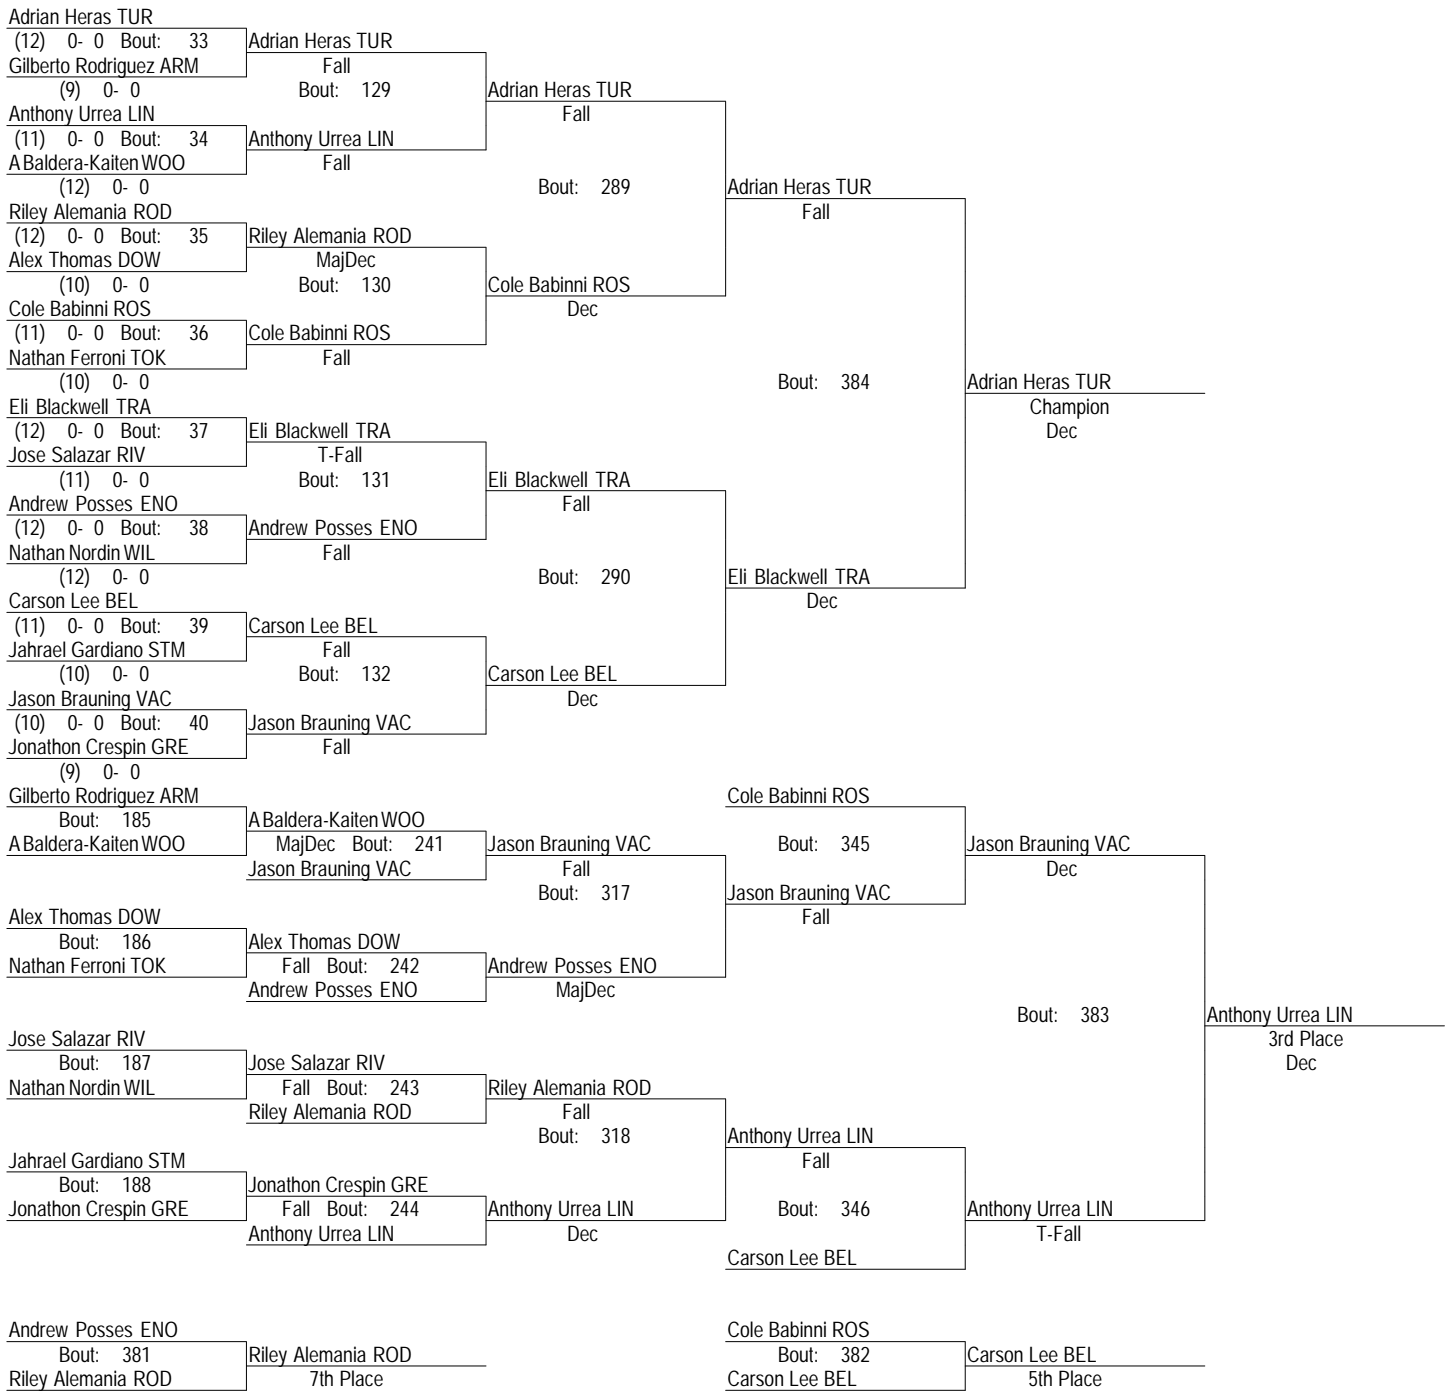 Adrian Heras TUR
(12) 0- 0 Bout: 33 Adrian Heras TUR
Gilberto Rodriguez ARM Fall
(9) 0- 0 Bout: 129 Adrian Heras TUR
Anthony Urrea LIN Fall
(11) 0- 0 Bout: 34 Anthony Urrea LIN
A Baldera-Kaiten WOO Fall
(12) 0- 0 Bout: 289 Adrian Heras TUR
Riley Alemania ROD Fall
(12) 0- 0 Bout: 35 Riley Alemania ROD
Alex Thomas DOW MajDec
(10) 0- 0 Bout: 130 Cole Babinni ROS
Cole Babinni ROS Dec
(11) 0- 0 Bout: 36 Cole Babinni ROS
Nathan Ferroni TOK Fall
(10) 0- 0 Bout: 384 Adrian Heras TUR
Eli Blackwell TRA Champion
(12) 0- 0 Bout: 37 Eli Blackwell TRA Dec
Jose Salazar RIV T-Fall
(11) 0- 0 Bout: 131 Eli Blackwell TRA
Andrew Posses ENO Fall
(12) 0- 0 Bout: 38 Andrew Posses ENO
Nathan Nordin WIL Fall
(12) 0- 0 Bout: 290 Eli Blackwell TRA
Carson Lee BEL Dec
(11) 0- 0 Bout: 39 Carson Lee BEL
Jahrael Gardiano STM Fall
(10) 0- 0 Bout: 132 Carson Lee BEL
Jason Brauning VAC Dec
(10) 0- 0 Bout: 40 Jason Brauning VAC
Jonathon Crespin GRE Fall
(9) 0- 0
Gilberto Rodriguez ARM Cole Babinni ROS
Bout: 185 A Baldera-Kaiten WOO
A Baldera-Kaiten WOO MajDec Bout: 241 Jason Brauning VAC Bout: 345 Jason Brauning VAC
Jason Brauning VAC Fall Dec
Bout: 317 Jason Brauning VAC
Alex Thomas DOW Fall
Bout: 186 Alex Thomas DOW
Nathan Ferroni TOK Fall Bout: 242 Andrew Posses ENO
Andrew Posses ENO MajDec
Bout: 383 Anthony Urrea LIN
Jose Salazar RIV 3rd Place
Bout: 187 Jose Salazar RIV Dec
Nathan Nordin WIL Fall Bout: 243 Riley Alemania ROD
Riley Alemania ROD Fall
Bout: 318 Anthony Urrea LIN
Jahrael Gardiano STM Fall
Bout: 188 Jonathon Crespin GRE
Jonathon Crespin GRE Fall Bout: 244 Anthony Urrea LIN Bout: 346 Anthony Urrea LIN
Anthony Urrea LIN Dec T-Fall
Carson Lee BEL
Andrew Posses ENO Cole Babinni ROS
Bout: 381 Riley Alemania ROD Bout: 382 Carson Lee BEL
Riley Alemania ROD 7th Place Carson Lee BEL 5th Place